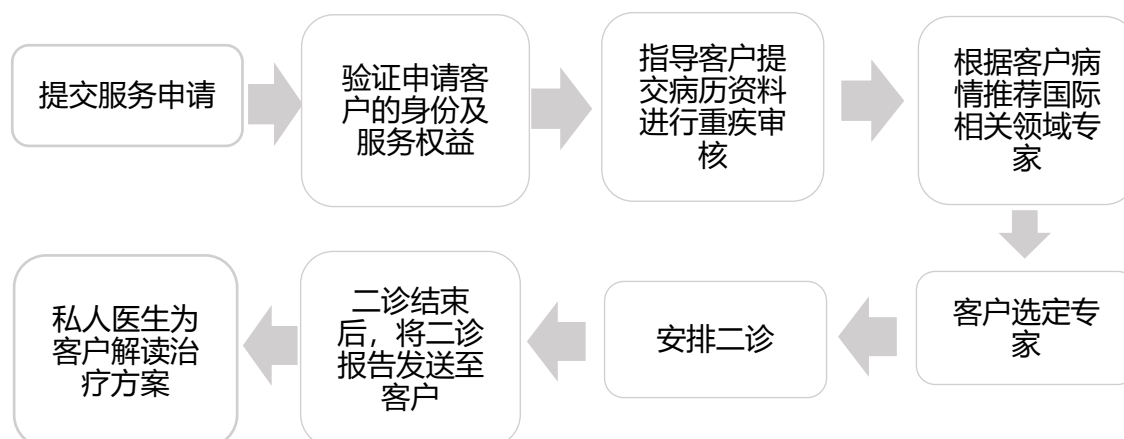 提交服务申请
验证申请客
户的身份及
服务权益
指导客户提
交病历资料
进行重疾审
核
根据客户病
情推荐国际
相关领域专
家
客户选定专
家
安排二诊
二诊结束
后，将二诊
报告发送至
客户
私人医生为
客户解读治
疗方案